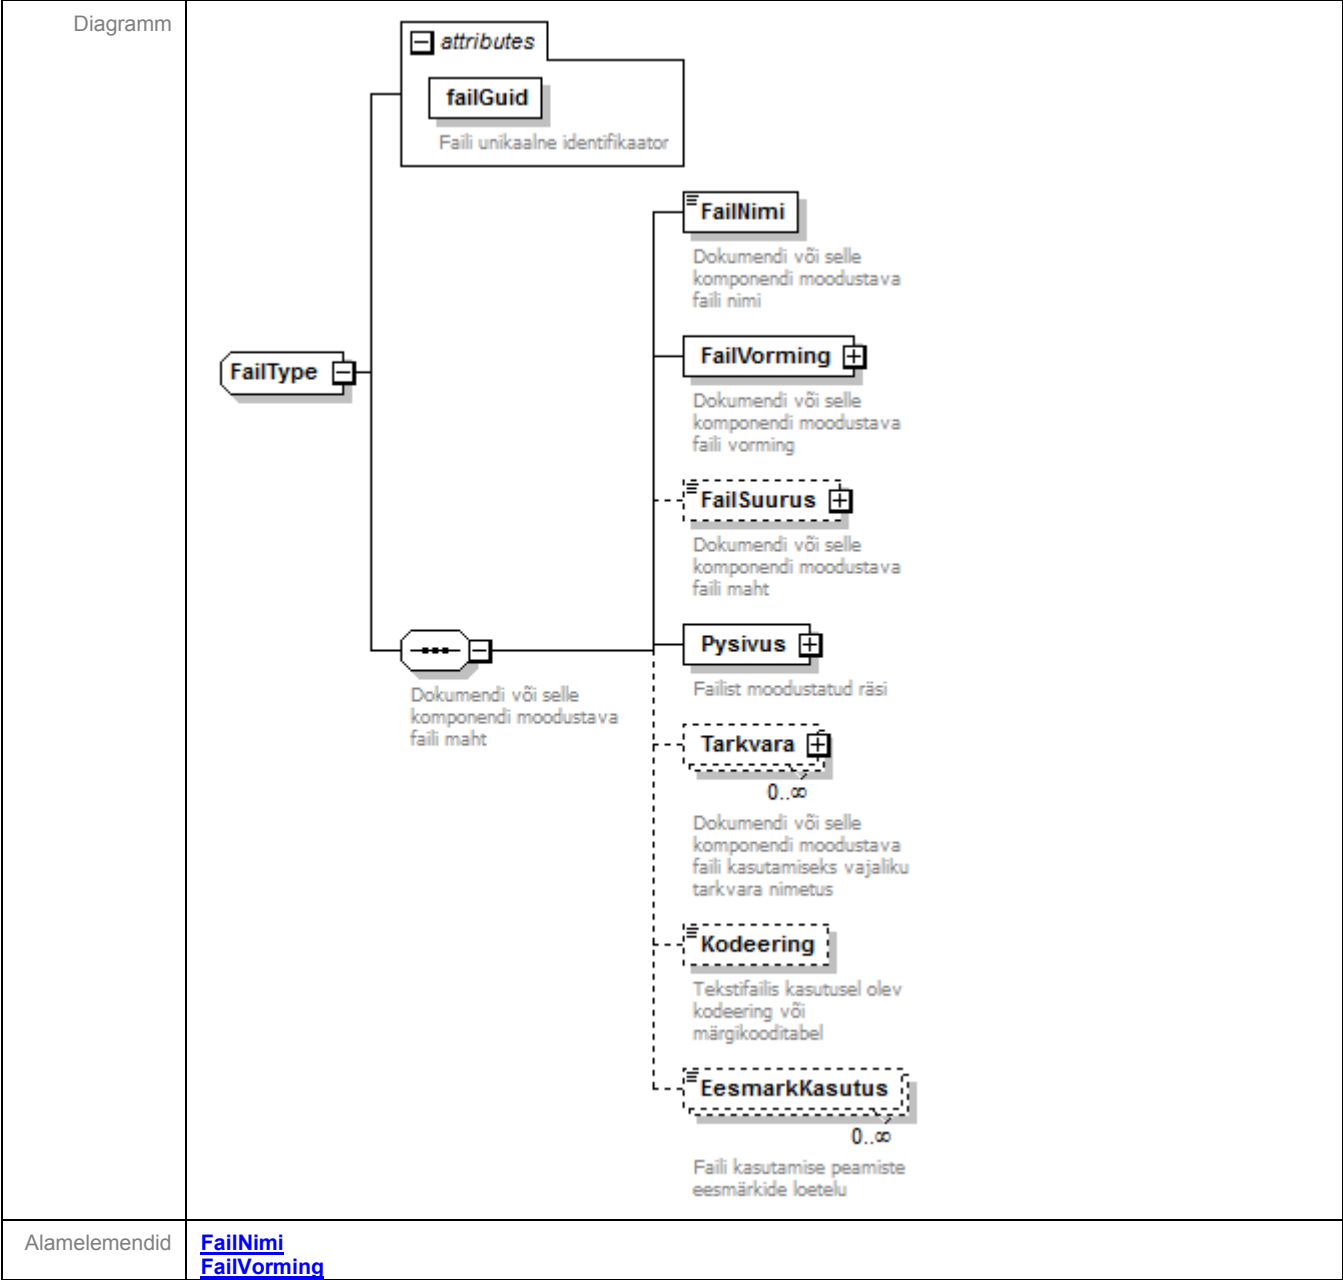 Diagramm
attributes
failGuid
Faili unikaalne identifikaator
FailNimi
Dokumendi või selle
komponendi moodustava
faili nimi
FailVorming
Dokumendi või selle
komponendi moodustava
faili vorming
FailType
FailSuurus
Dokumendi või selle
komponendi moodustava
faili maht
Pysivus
Failist moodustatud räsi
Dokumendi või selle
komponendi moodustava
faili maht
Tarkvara
0..∞
Dokumendi või selle
komponendi moodustava
faili kasutamiseks vajaliku
tarkvara nimetus
Kodeering
Tekstifailis kasutusel olev
kodeering või
märgikooditabel
EesmarkKasutus
0..∞
Faili kasutamise peamiste
eesmärkide loetelu
Alamelemendid
FailNimi
FailVorming